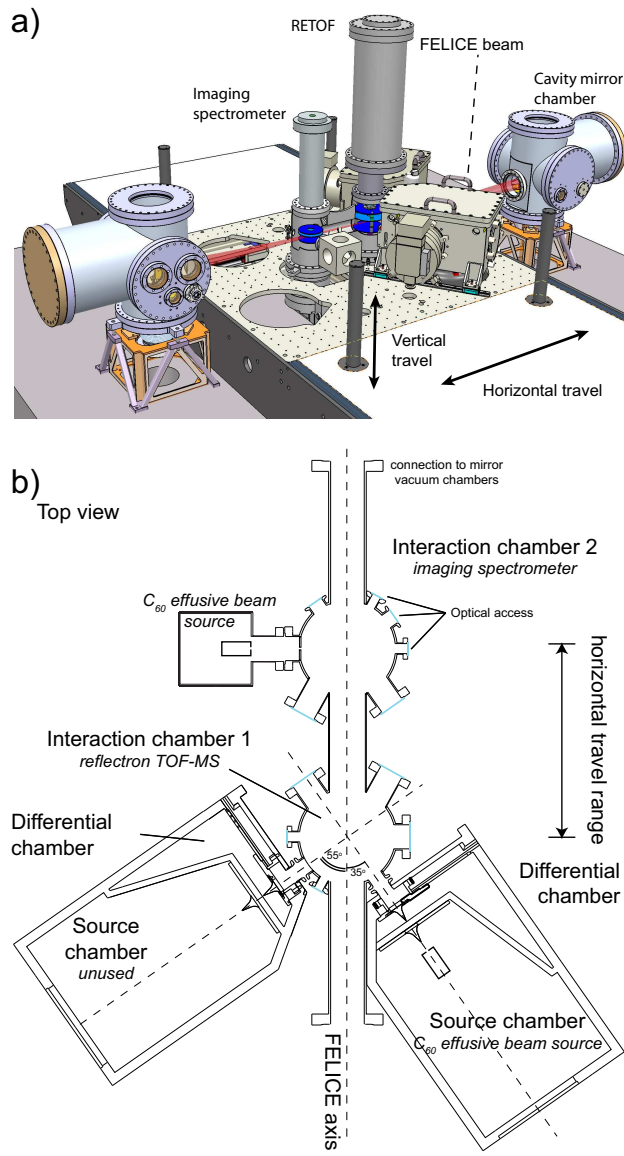 a)
RETOF
FELICE beam
Imaging
spectrometer
Cavity mirror
chamber
Vertical
travel
Horizontal travel
b)
Top view
connection to mirror
vacuum chambers
Interaction chamber 2
imaging spectrometer
C60 effusive beam
source
Optical access
horizontal travel range
Interaction chamber 1
reflectron TOF-MS
Differential
chamber
55o
35o
Differential
chamber
Source
chamber
unused
Source chamber
C60 effusive beam source
FELICE axis